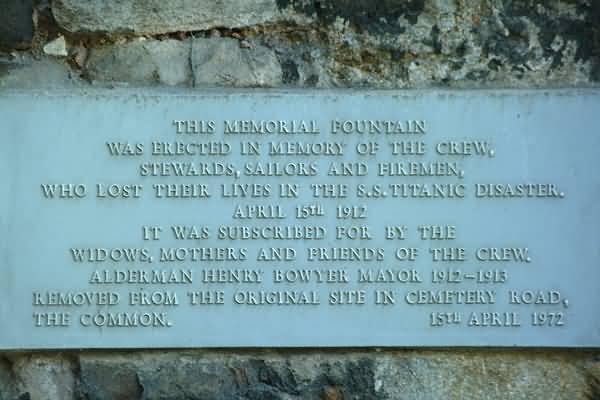 THIS MEMORIAL FOUNTAIN
WAS ERECTED IN MEMORY OF THE CREW,
STEWARDS, SAILORS AND FIREMEN,
WHO LOST THEIR LIVES IN THE S.S. TITANIC DISASTER.
APRIL 15TH 1912
IT WAS SUBSCRIBED FOR BY THE
WIDOWS, MOTHERS AND FRIENDS OF THE CREW.
ALDERMAN HENRY BOWYER MAYOR 1912-1913
REMOVED FROM THE ORIGINAL SITE IN CEMETERY ROAD,
THE COMMON. 15TH APRIL 1972